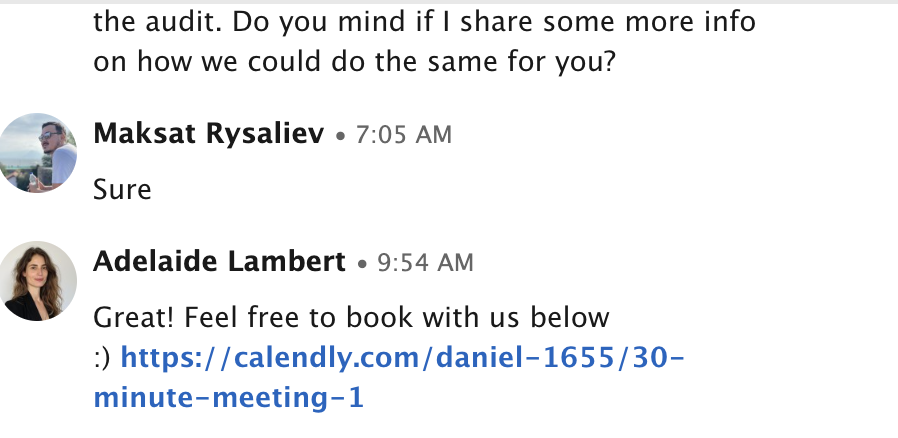 the audit. Do you mind if I share some more info
on how we could do the same for you?
Maksat Rysaliev • 7:05 AM
Sure
Adelaide Lambert • 9:54 AM
Great! Feel free to book with us below
:) https://calendly.com/daniel-1655/30-
minute-meeting-1